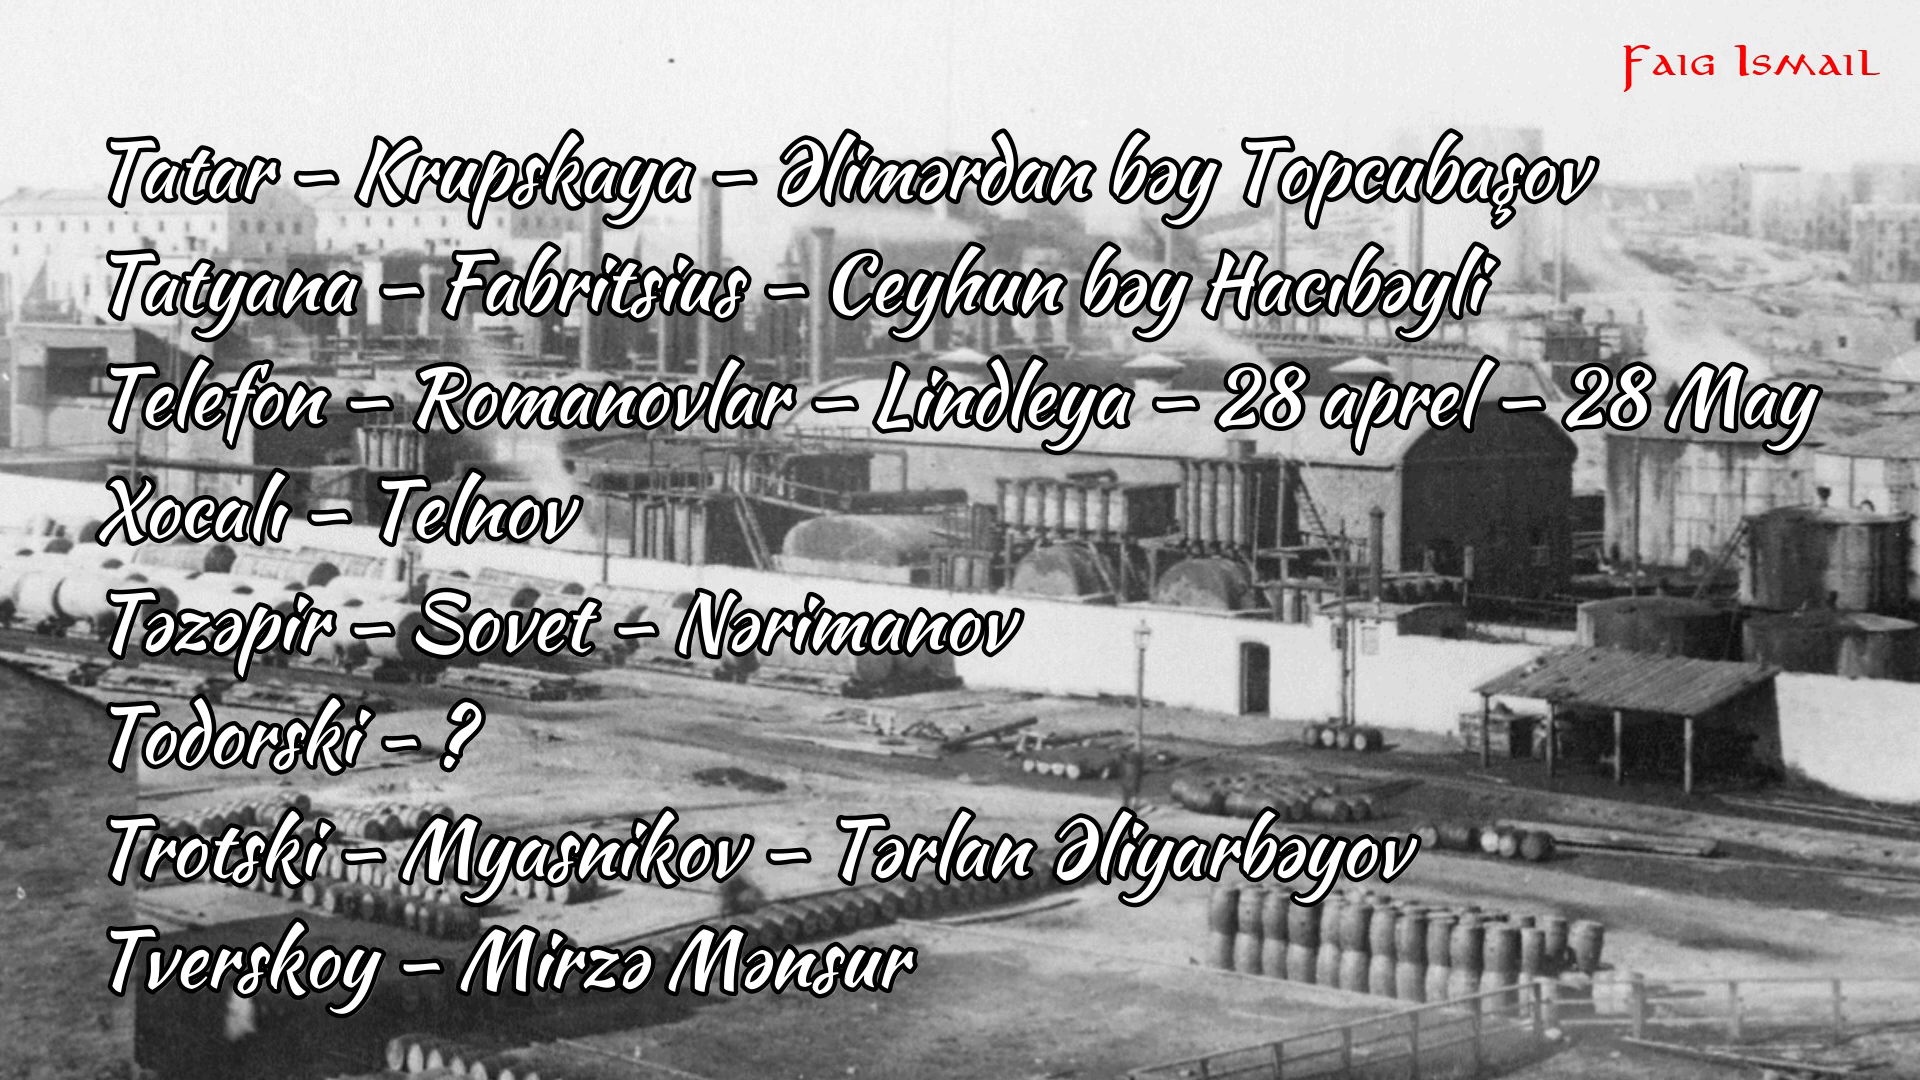 Faig Ismail
Tatar – Krupskaya – Əlimərdan bəy Topcubaşov
Tatyana – Fabritsius – Ceyhun bəy Hacıbəyli
Telefon – Romanovlar – Lindleya – 28 aprel – 28 May
Xocalı – Telnov
Təzəpir – Sovet – Nərimanov
Todorski – ?
Trotski – Myasnikov – Tərlan Əliyarbəyov
Tverskoy – Mirzə Mənsur